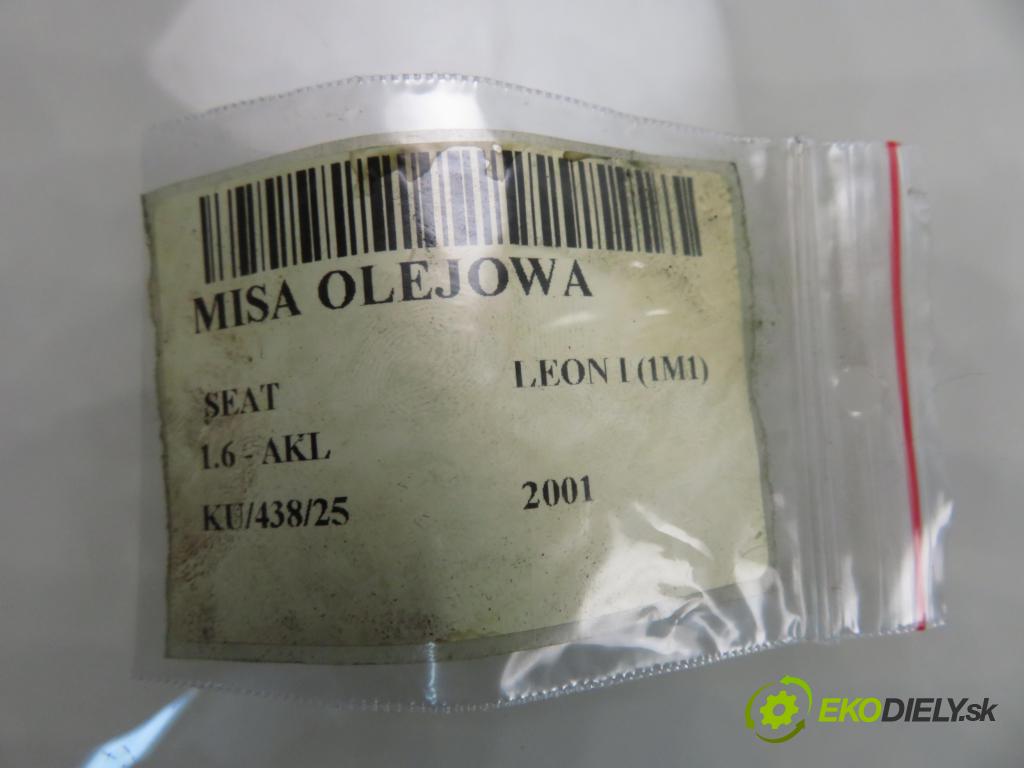 MISA OLEJOWA
SEAT LEON I (1M1)
1.6 - AKL
KU/438/25 2001
EKODIELY.sk